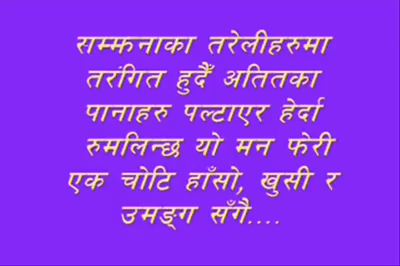 सम्झनाका तरेलीहरुमा
तरंगित हुदैँ अतितका
पानाहरु पल्टाएर हेर्दा
रुमलिन्छ यो मन फेरी
एक चोटि हाँसो, खुसी र
उमङ्ग सँगै....